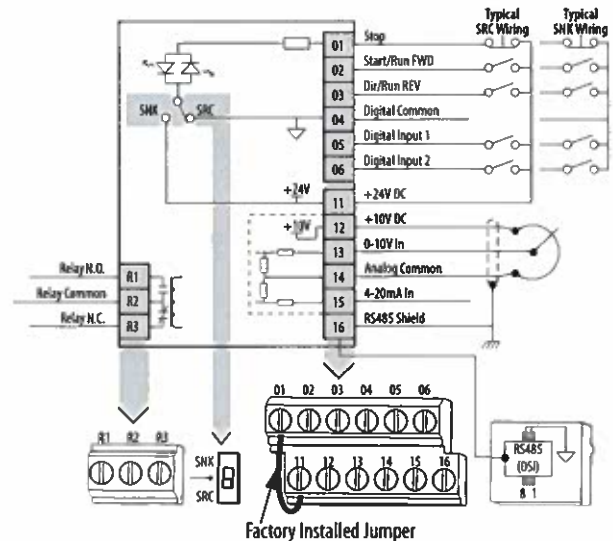 Typical SRC Wiring
Typical SNK Wiring
01 Stop
02 Start/Run FWD
03 Dir/Run REV
SNK SRC
04 Digital Common
05 Digital Input 1
06 Digital Input 2
+24V
11 +24V DC
+10V
12 +10V DC
13 0-10V In
Relay N.O. R1
14 Analog Common
Relay Common R2
15 4-20mA In
Relay N.C. R3
16 RS485 Shield
01 02 03 04 05 06
R1 R2 R3
SNK
SRC
11 12 13 14 15 16
RS485
(DSI)
8 1
Factory Installed Jumper